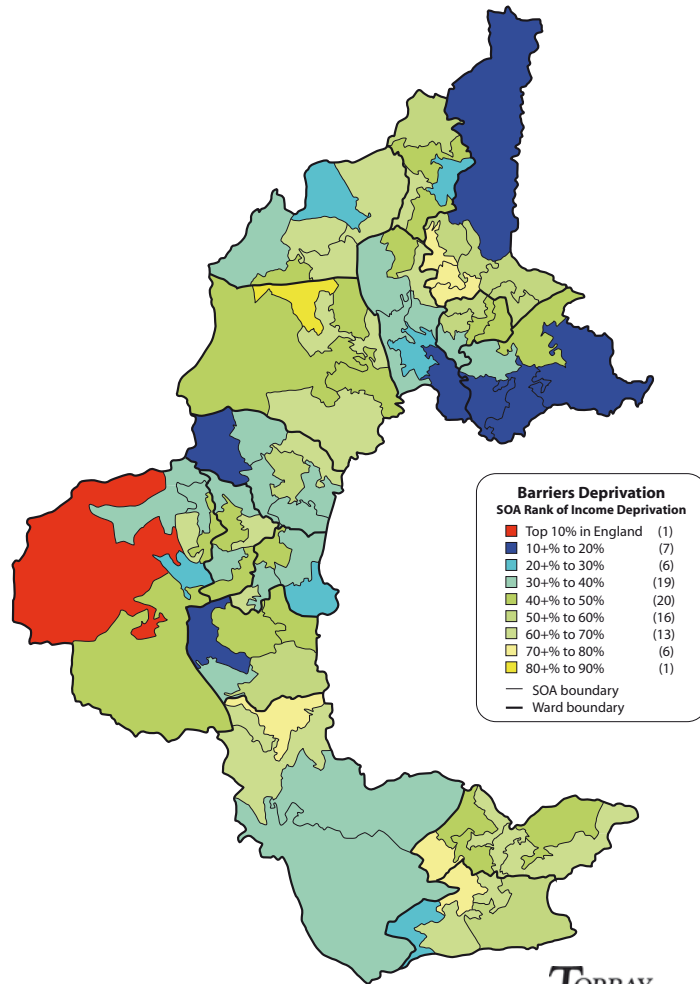 Barriers Deprivation
SOA Rank of Income Deprivation
Top 10% in England (1)
10+% to 20% (7)
20+% to 30% (6)
30+% to 40% (19)
40+% to 50% (20)
50+% to 60% (16)
60+% to 70% (13)
70+% to 80% (6)
80+% to 90% (1)
SOA boundary
Ward boundary
TORBAY